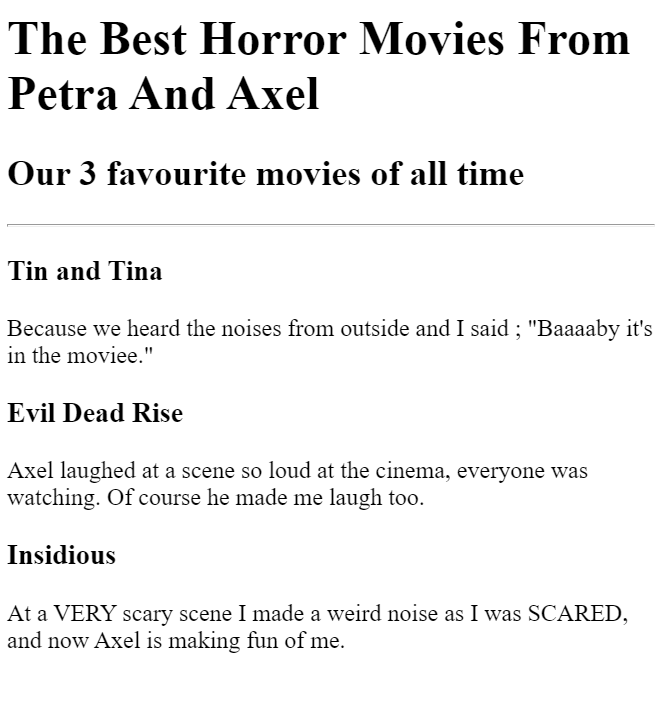 The Best Horror Movies From
Petra And Axel
Our 3 favourite movies of all time
Tin and Tina
Because we heard the noises from outside and I said ; "Baaaaby it's
in the moviee."
Evil Dead Rise
Axel laughed at a scene so loud at the cinema, everyone was
watching. Of course he made me laugh too.
Insidious
At a VERY scary scene I made a weird noise as I was SCARED,
and now Axel is making fun of me.